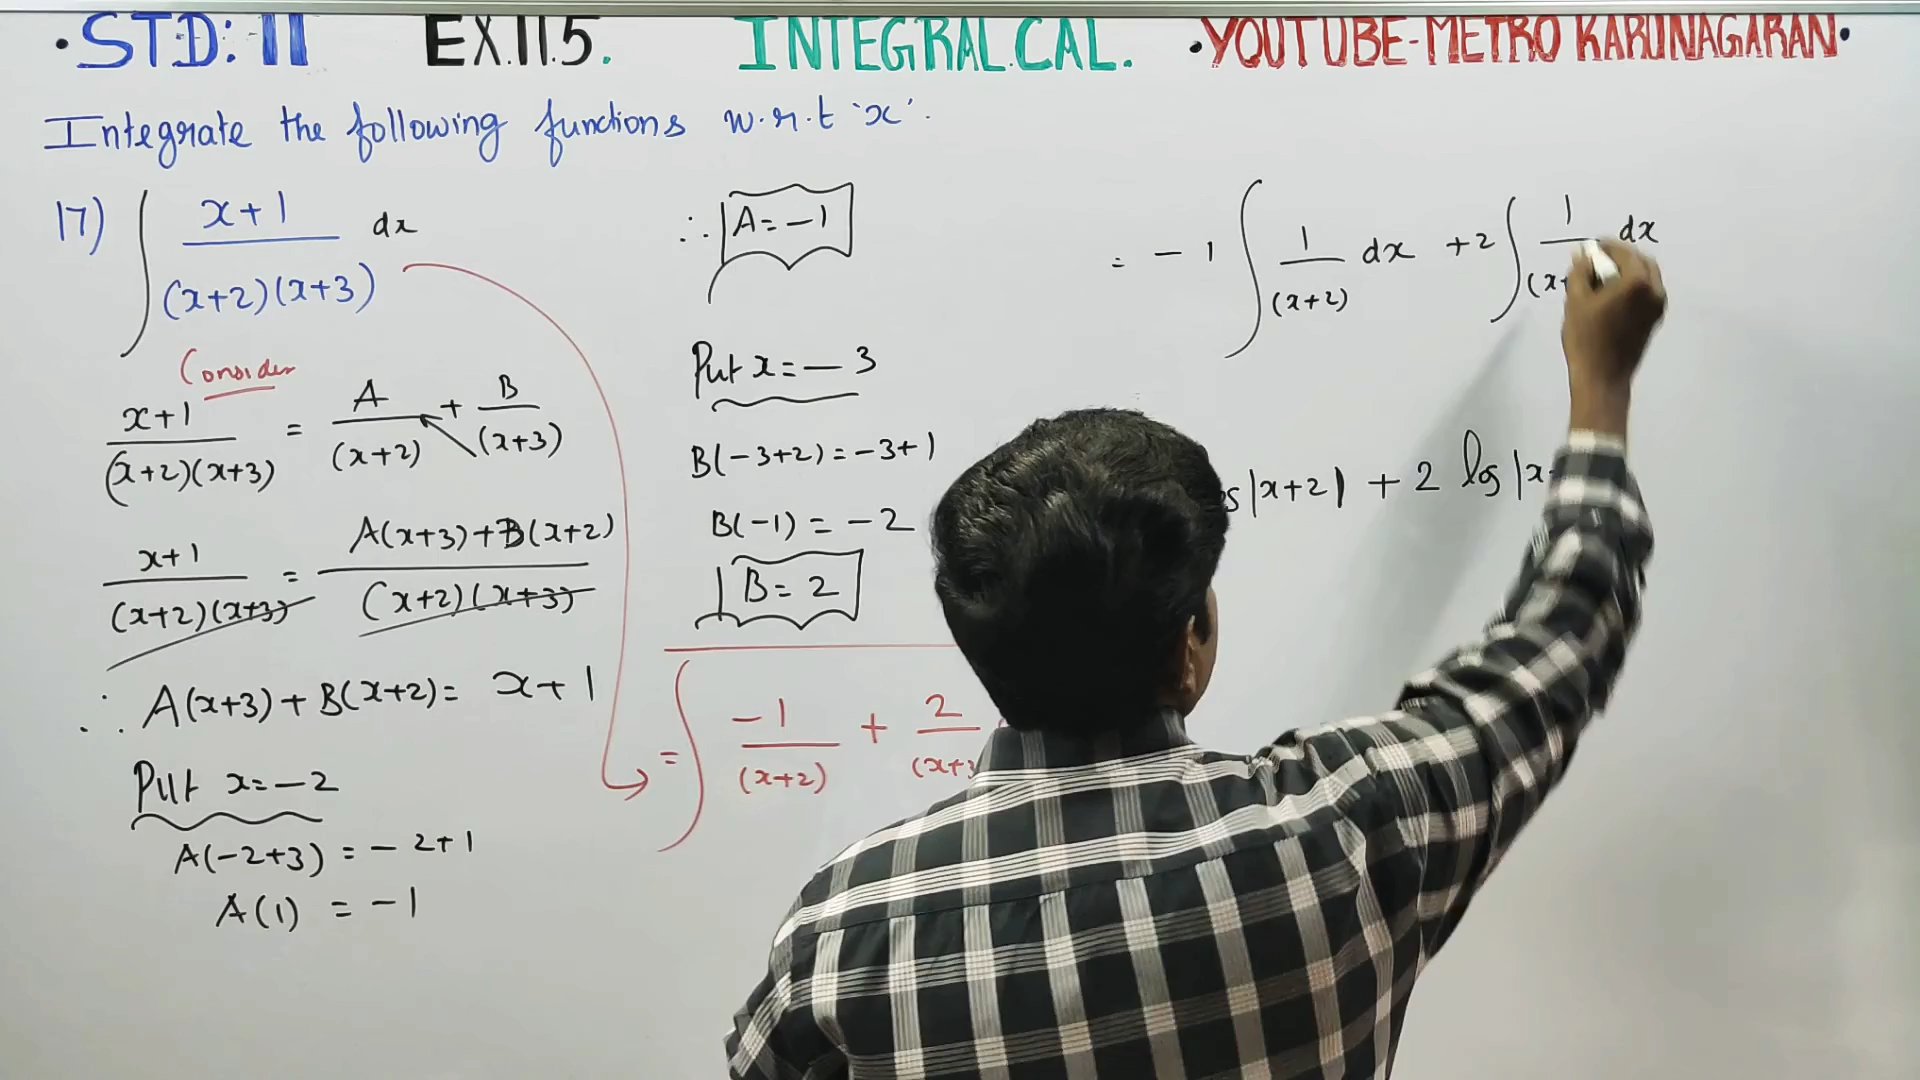 ·STD: 11 EX.11.5. INTEGRAL.CAL. ·YOUTUBE-METRO KARUNAGARAN·
Integrate the following functions w.r.t 'x'.
17) ∫ x+1 / (x+2)(x+3) dx
Consider
x+1 / (x+2)(x+3) = A / (x+2) + B / (x+3)
x+1 / (x+2)(x+3) = A(x+3)+B(x+2) / (x+2)(x+3)
∴ A(x+3)+B(x+2)= x+1
Put x=-2
A(-2+3) = -2+1
A(1) = -1
∴ A=-1
Put x=-3
B(-3+2)=-3+1
B(-1) = -2
B=2
= ∫ -1 / (x+2) + 2 / (x+3
= -1 ∫ 1 / (x+2) dx +2 ∫ 1 / (x+ dx
|x+2| + 2 log |x